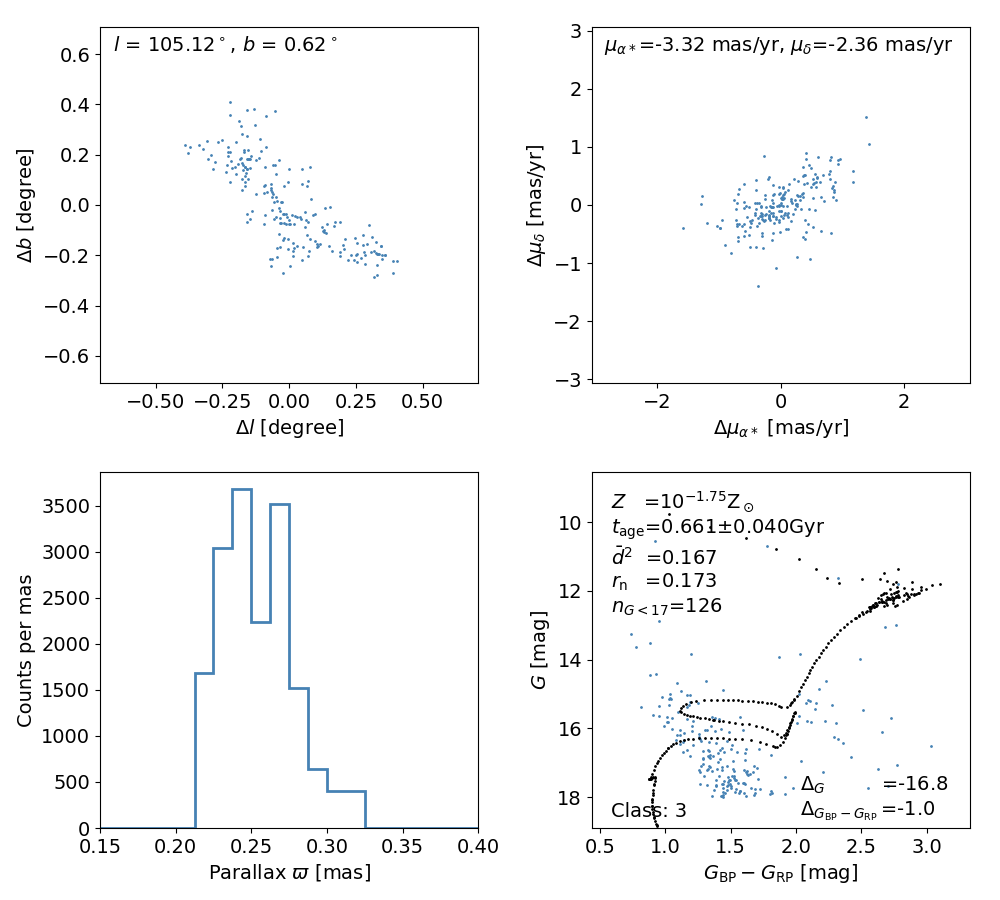 l = 105.12°, b = 0.62°
0.6
0.4
0.2
0.0
−0.2
−0.4
−0.6
Δb [degree]
−0.50 −0.25 0.00 0.25 0.50
Δl [degree]
μα*=-3.32 mas/yr, μδ=-2.36 mas/yr
3
2
1
0
−1
−2
−3
Δμδ [mas/yr]
−2 0 2
Δμα* [mas/yr]
3500
3000
2500
2000
1500
1000
500
0
Counts per mas
0.15 0.20 0.25 0.30 0.35 0.40
Parallax ϖ [mas]
Z =10^−1.75 Z⊙
tage=0.661±0.040Gyr
d̄² =0.167
rn =0.173
nG<17=126
10
12
14
16
18
G [mag]
ΔG =-16.8
ΔGBP−GRP=-1.0
Class: 3
0.5 1.0 1.5 2.0 2.5 3.0
GBP − GRP [mag]